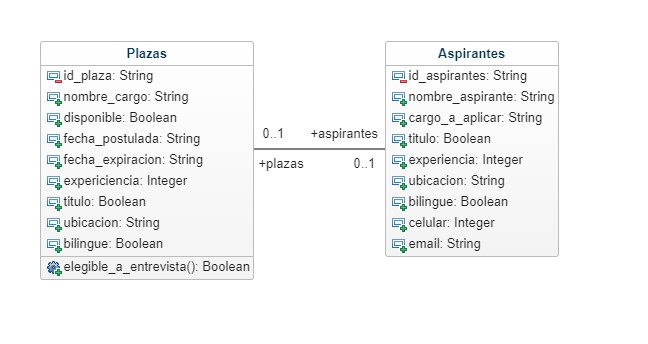 Plazas
id_plaza: String
nombre_cargo: String
disponible: Boolean
fecha_postulada: String
fecha_expiracion: String
expericiencia: Integer
titulo: Boolean
ubicacion: String
bilingue: Boolean
elegible_a_entrevista(): Boolean
0..1 +aspirantes
+plazas 0..1
Aspirantes
id_aspirantes: String
nombre_aspirante: String
cargo_a_aplicar: String
titulo: Boolean
experiencia: Integer
ubicacion: String
bilingue: Boolean
celular: Integer
email: String